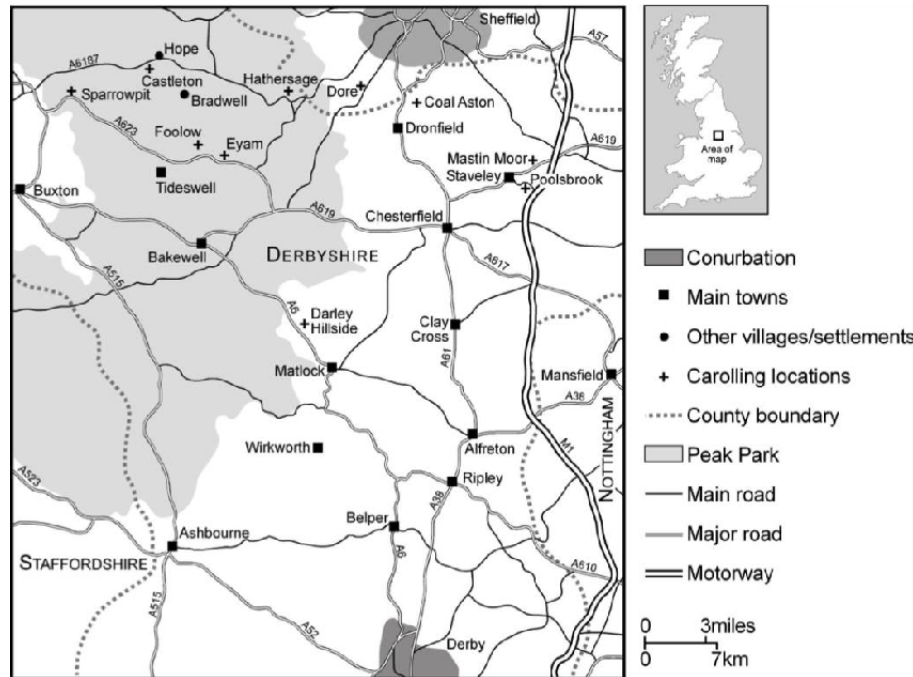 Sheffield
A57
Hope
A6187
Castleton
Hathersage
Dore
Sparrowpit
Bradwell
Coal Aston
A623
Foolow
Eyam
Dronfield
Mastin Moor
A619
Staveley
Poolsbrook
Tideswell
Buxton
A619
Chesterfield
Bakewell
DERBYSHIRE
A617
A515
A6
Darley
Hillside
Clay
Cross
A61
Matlock
Mansfield
A38
Wirkworth
Alfreton
M1
NOTTINGHAM
Ripley
A523
A38
Belper
Ashbourne
STAFFORDSHIRE
A6
A610
A515
A52
Derby
Area of
map
Conurbation
Main towns
Other villages/settlements
Carolling locations
County boundary
Peak Park
Main road
Major road
Motorway
0 3miles
0 7km